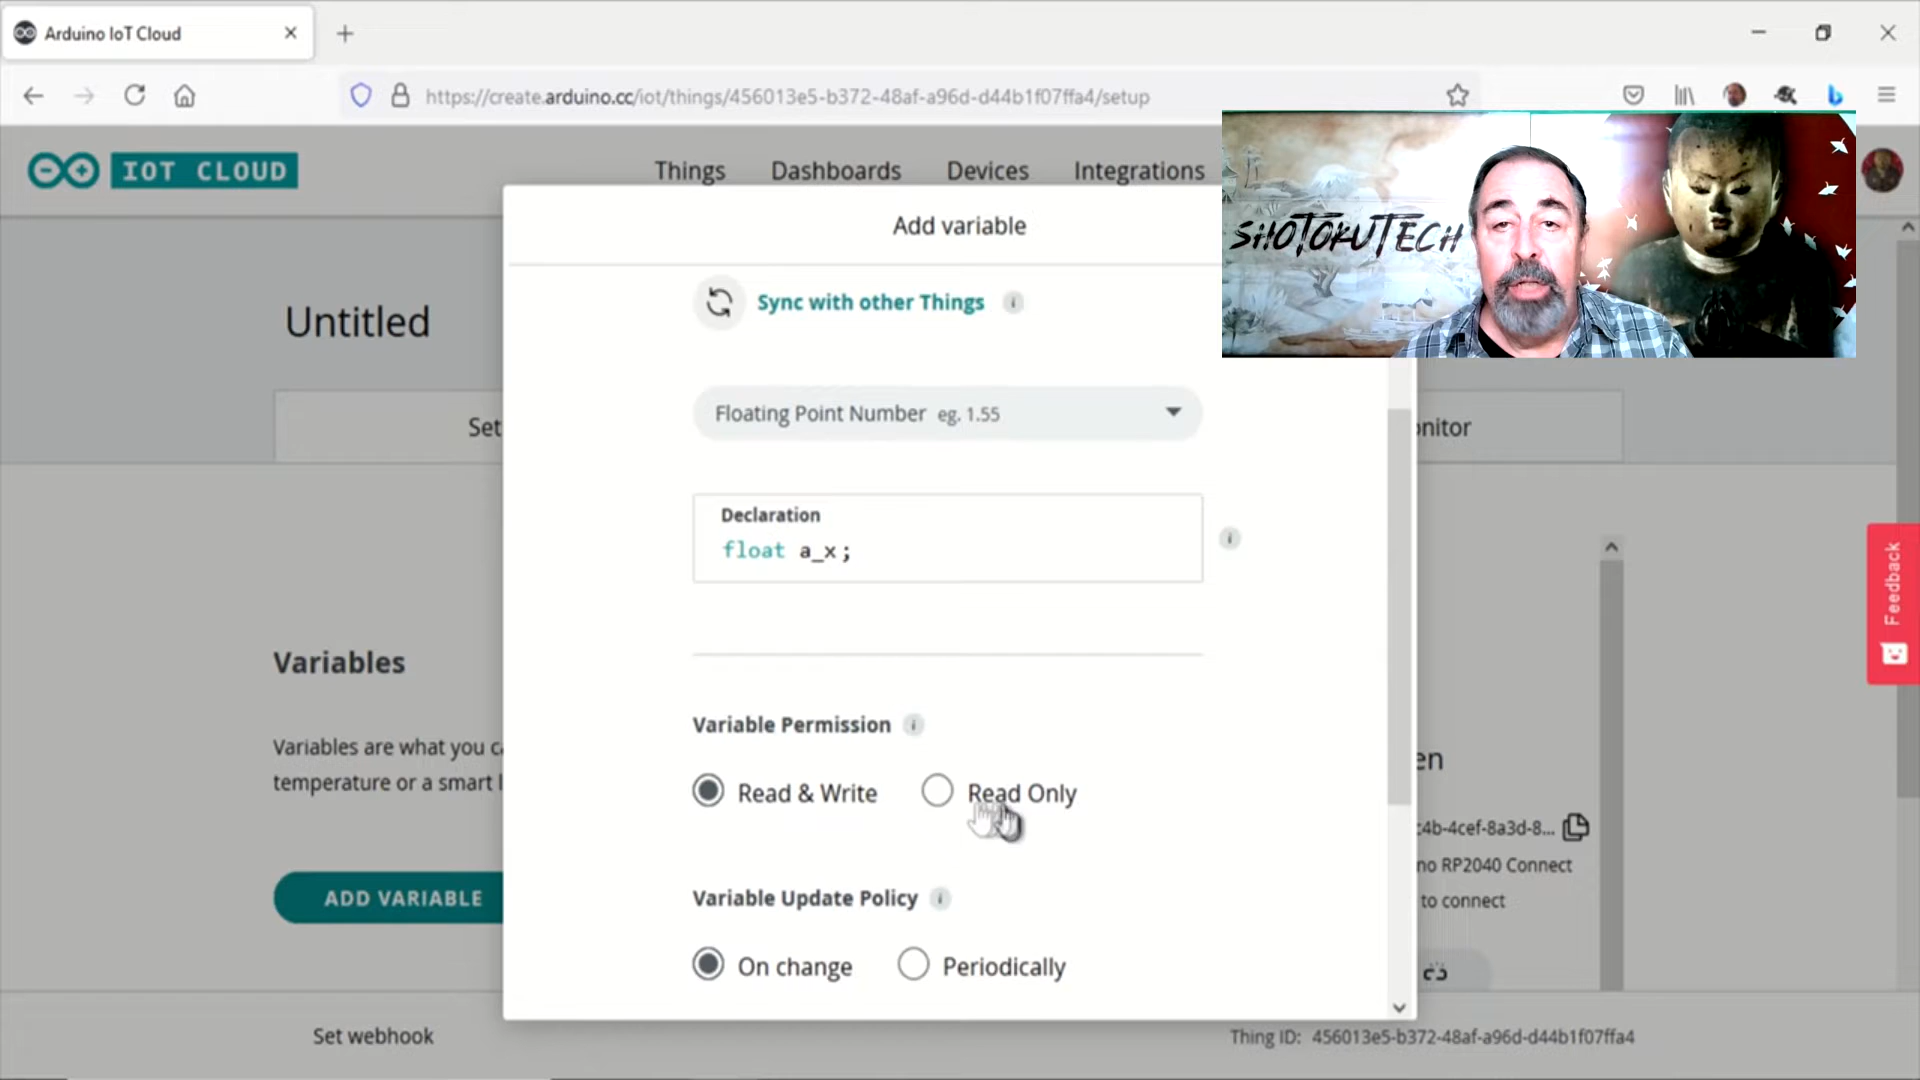 Arduino IoT Cloud
https://create.arduino.cc/iot/things/456013e5-b372-48af-a96d-d44b1f07ffa4/setup
IOT CLOUD
Things
Dashboards
Devices
Integrations
SHOTOKUTECH
Add variable
Sync with other Things
Untitled
Floating Point Number eg. 1.55
Set
onitor
Declaration
float a_x;
Feedback
Variables
Variable Permission
Variables are what you ca
temperature or a smart l
en
Read & Write
Read Only
c4b-4cef-8a3d-8...
no RP2040 Connect
to connect
ADD VARIABLE
Variable Update Policy
On change
Periodically
Set webhook
Thing ID: 456013e5-b372-48af-a96d-d44b1f07ffa4